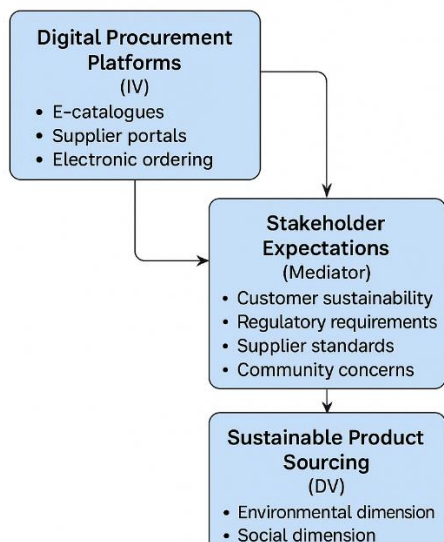 Digital Procurement
Platforms
(IV)
• E-catalogues
• Supplier portals
• Electronic ordering
Stakeholder
Expectations
(Mediator)
• Customer sustainability
• Regulatory requirements
• Supplier standards
• Community concerns
Sustainable Product
Sourcing
(DV)
• Environmental dimension
• Social dimension